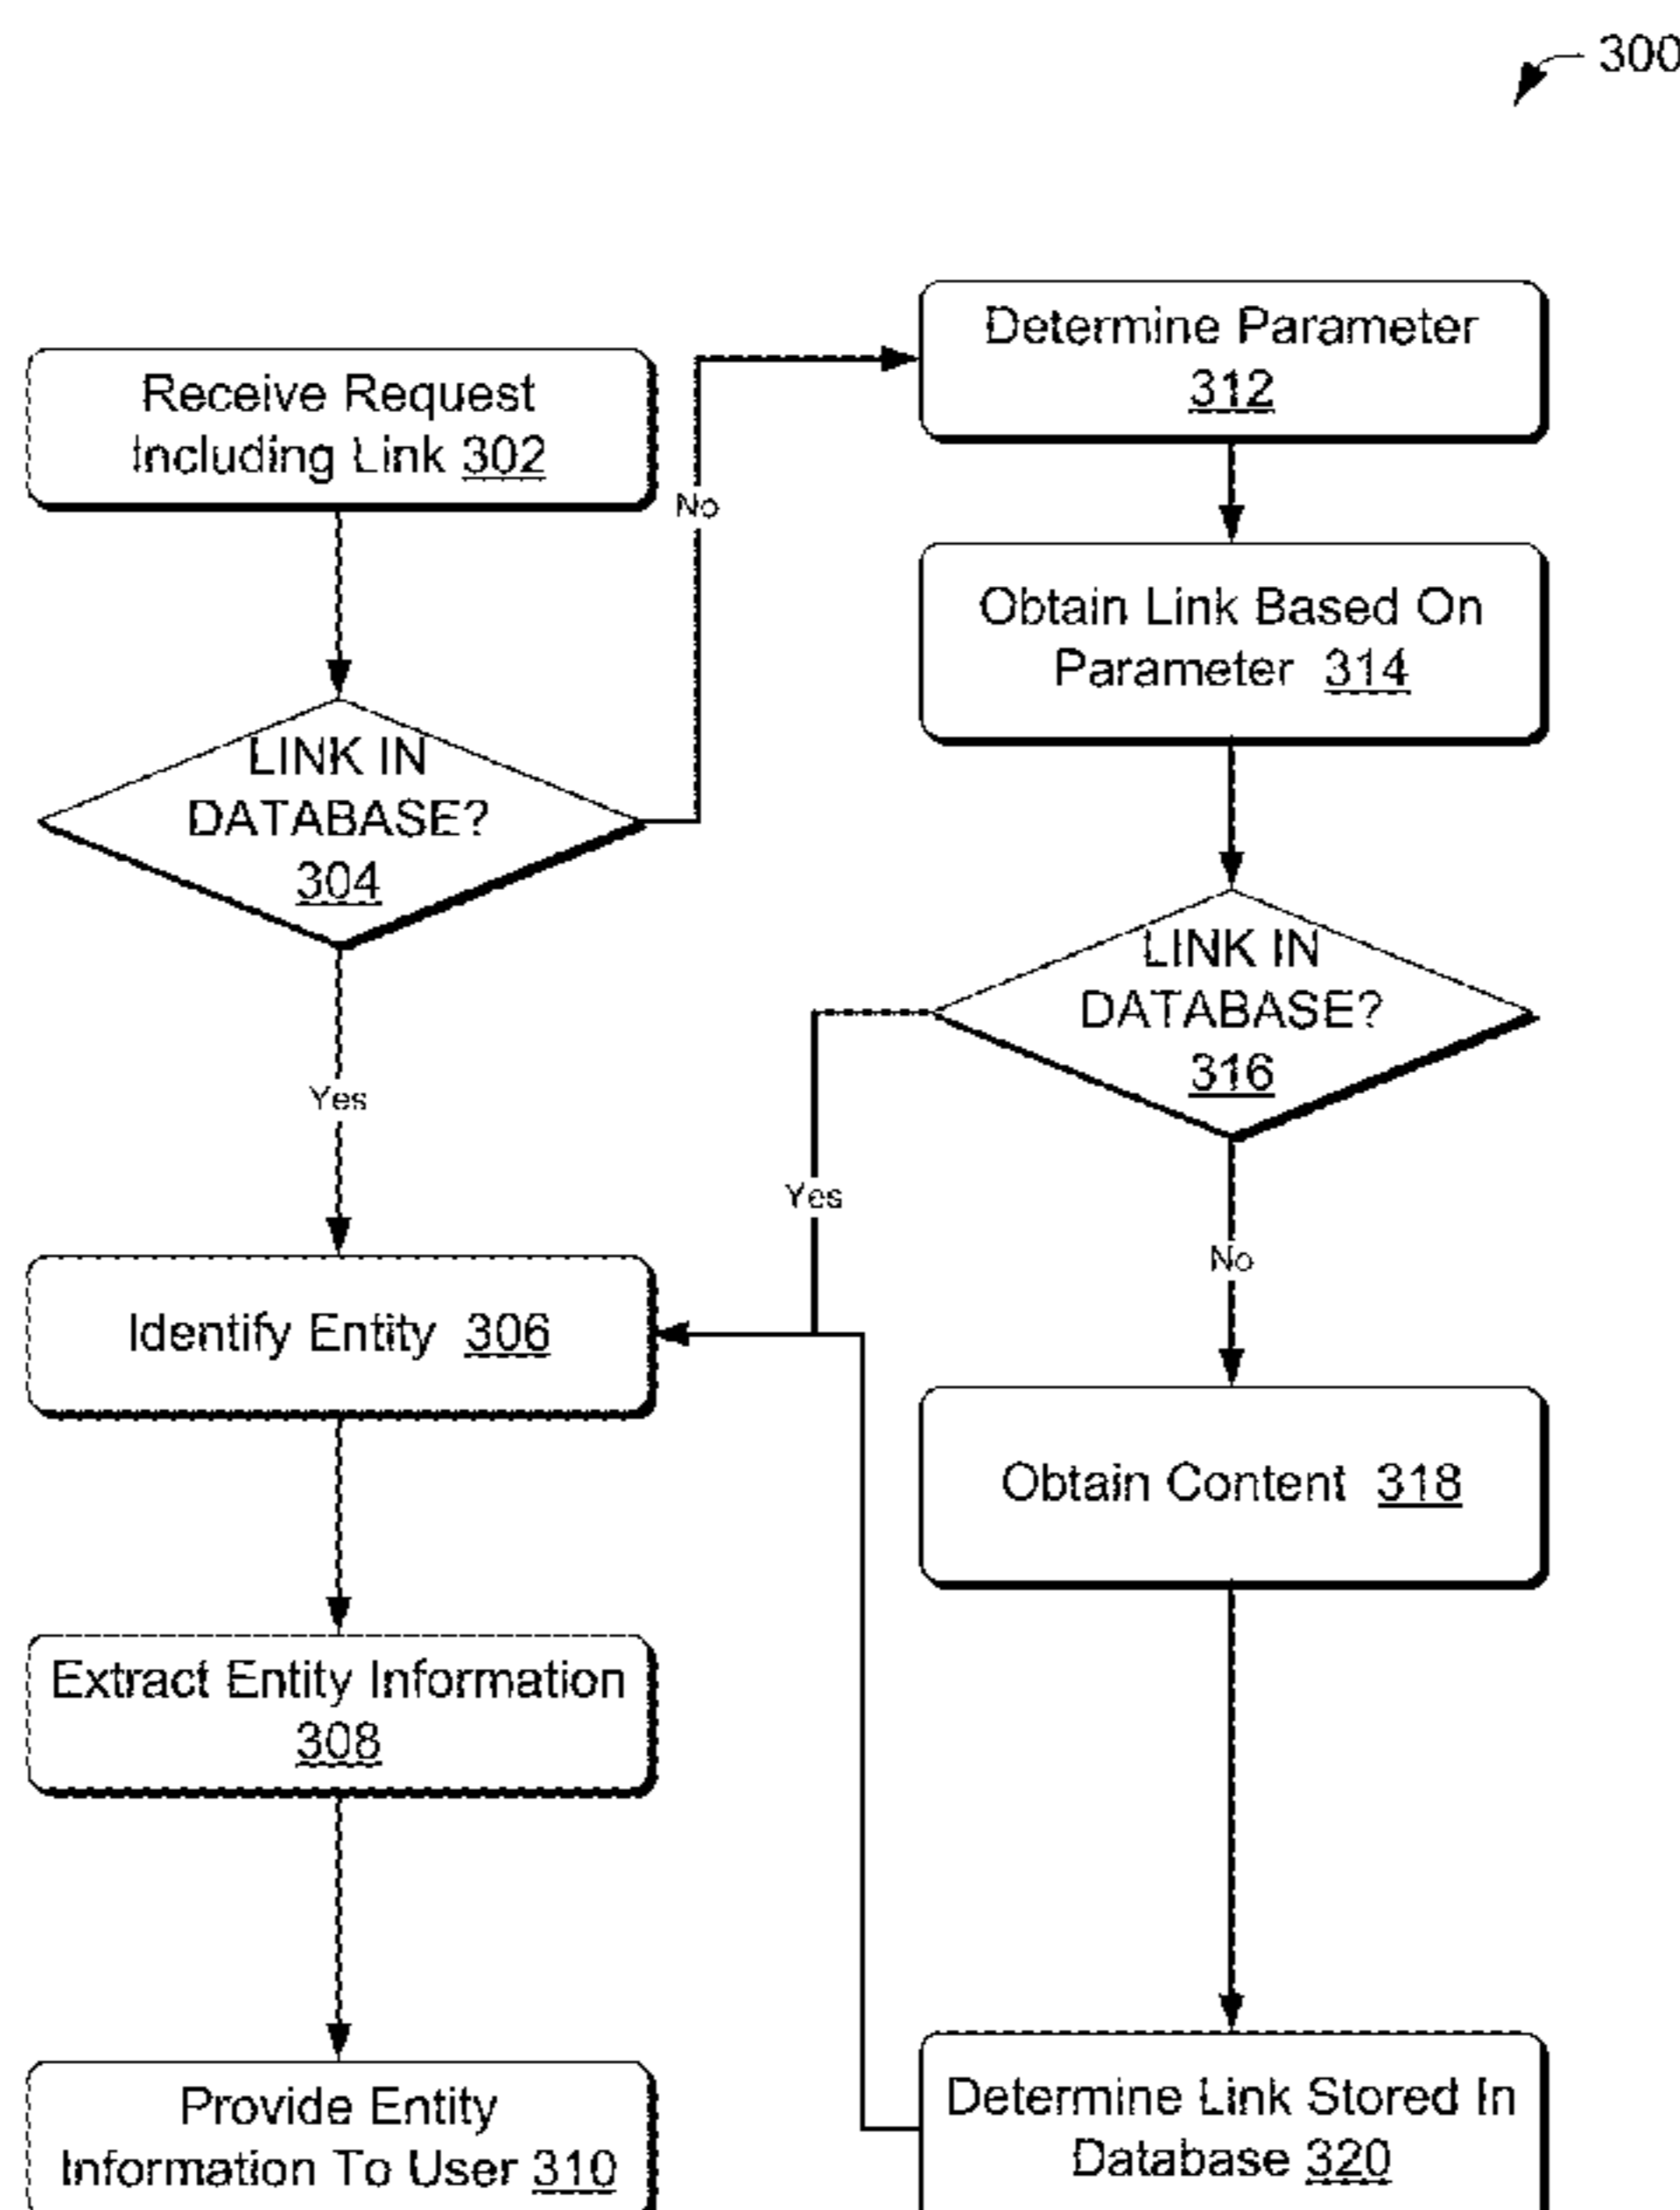 300
Receive Request
Including Link 302
LINK IN
DATABASE?
304
No
Yes
Identify Entity 306
Extract Entity Information
308
Provide Entity
Information To User 310
Determine Parameter
312
Obtain Link Based On
Parameter 314
LINK IN
DATABASE?
316
Yes
No
Obtain Content 318
Determine Link Stored In
Database 320